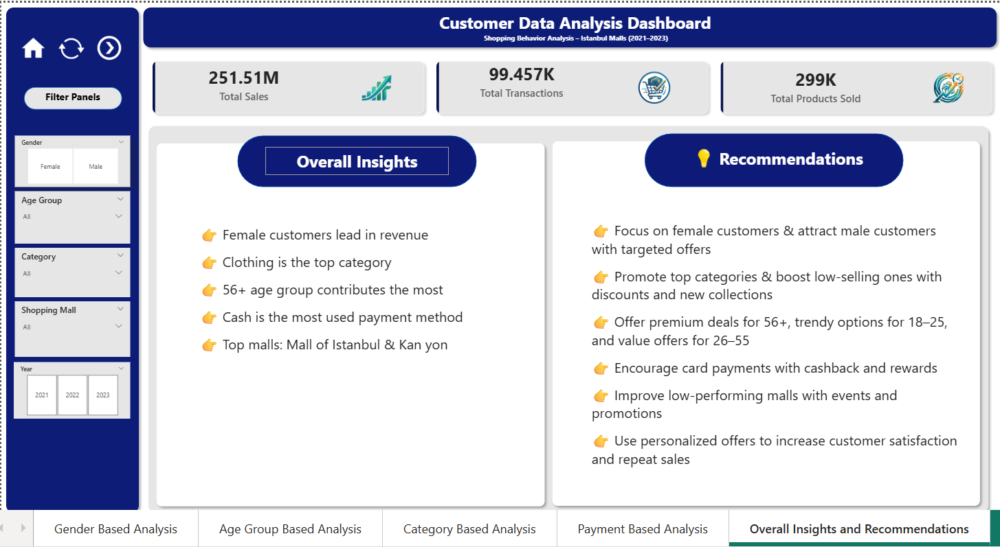 Customer Data Analysis Dashboard
Shopping Behavior Analysis – Istanbul Malls (2021–2023)
Filter Panels
Gender
Female
Male
Age Group
All
Category
All
Shopping Mall
All
Year
2021
2022
2023
251.51M
Total Sales
99.457K
Total Transactions
299K
Total Products Sold
Overall Insights
👉 Female customers lead in revenue
👉 Clothing is the top category
👉 56+ age group contributes the most
👉 Cash is the most used payment method
👉 Top malls: Mall of Istanbul & Kan yon
💡 Recommendations
👉 Focus on female customers & attract male customers
with targeted offers
👉 Promote top categories & boost low-selling ones with
discounts and new collections
👉 Offer premium deals for 56+, trendy options for 18–25,
and value offers for 26–55
👉 Encourage card payments with cashback and rewards
👉 Improve low-performing malls with events and
promotions
👉 Use personalized offers to increase customer satisfaction
and repeat sales
Gender Based Analysis
Age Group Based Analysis
Category Based Analysis
Payment Based Analysis
Overall Insights and Recommendations